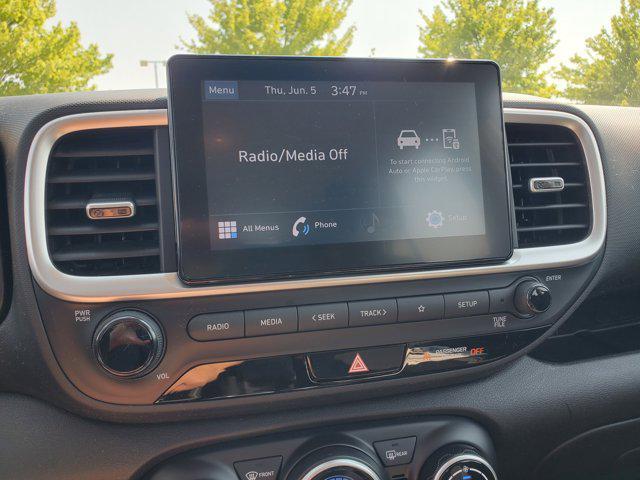 Menu Thu, Jun. 5 3:47 PM
Radio/Media Off
To start connecting Android
Auto or Apple CarPlay, press
this widget.
All Menus Phone Setup
PWR
PUSH
VOL
RADIO MEDIA < SEEK TRACK > SETUP
ENTER
TUNE
FILE
PASSENGER OFF
FRONT REAR